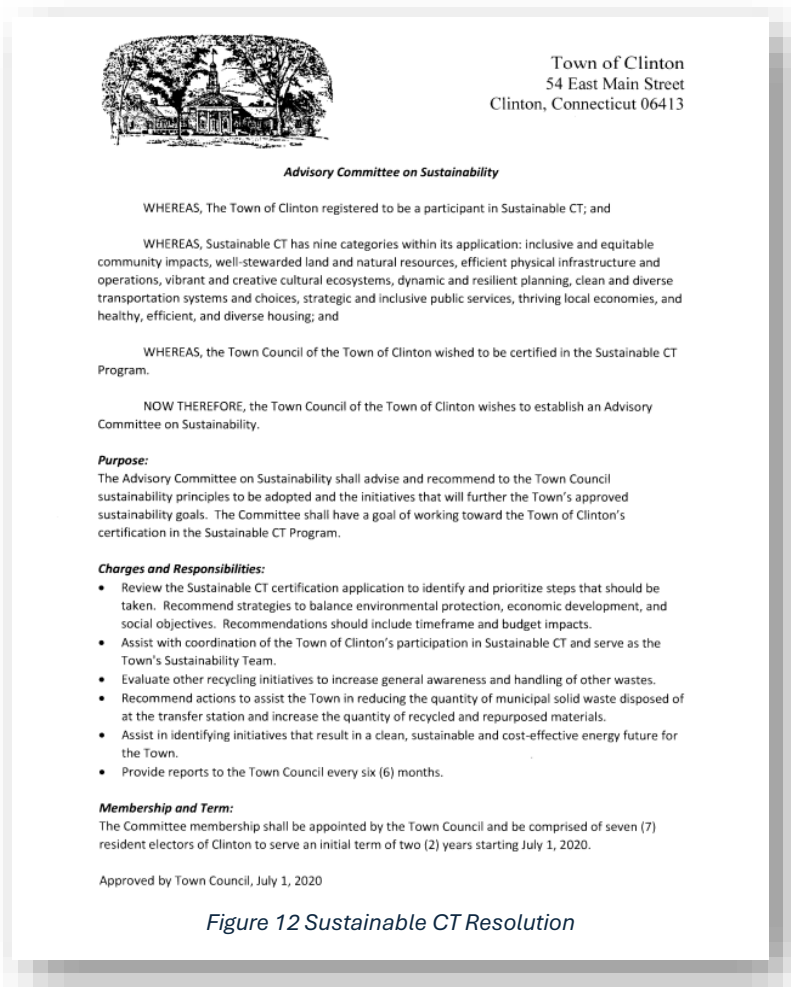 Town of Clinton
54 East Main Street
Clinton, Connecticut 06413
Advisory Committee on Sustainability
WHEREAS, The Town of Clinton registered to be a participant in Sustainable CT; and
WHEREAS, Sustainable CT has nine categories within its application: inclusive and equitable
community impacts, well-stewarded land and natural resources, efficient physical infrastructure and
operations, vibrant and creative cultural ecosystems, dynamic and resilient planning, clean and diverse
transportation systems and choices, strategic and inclusive public services, thriving local economies, and
healthy, efficient, and diverse housing; and
WHEREAS, the Town Council of the Town of Clinton wished to be certified in the Sustainable CT
Program.
NOW THEREFORE, the Town Council of the Town of Clinton wishes to establish an Advisory
Committee on Sustainability.
Purpose:
The Advisory Committee on Sustainability shall advise and recommend to the Town Council
sustainability principles to be adopted and the initiatives that will further the Town's approved
sustainability goals. The Committee shall have a goal of working toward the Town of Clinton's
certification in the Sustainable CT Program.
Charges and Responsibilities:
• Review the Sustainable CT certification application to identify and prioritize steps that should be
taken. Recommend strategies to balance environmental protection, economic development, and
social objectives. Recommendations should include timeframe and budget impacts.
• Assist with coordination of the Town of Clinton's participation in Sustainable CT and serve as the
Town's Sustainability Team.
• Evaluate other recycling initiatives to increase general awareness and handling of other wastes.
• Recommend actions to assist the Town in reducing the quantity of municipal solid waste disposed of
at the transfer station and increase the quantity of recycled and repurposed materials.
• Assist in identifying initiatives that result in a clean, sustainable and cost-effective energy future for
the Town.
• Provide reports to the Town Council every six (6) months.
Membership and Term:
The Committee membership shall be appointed by the Town Council and be comprised of seven (7)
resident electors of Clinton to serve an initial term of two (2) years starting July 1, 2020.
Approved by Town Council, July 1, 2020
Figure 12 Sustainable CT Resolution